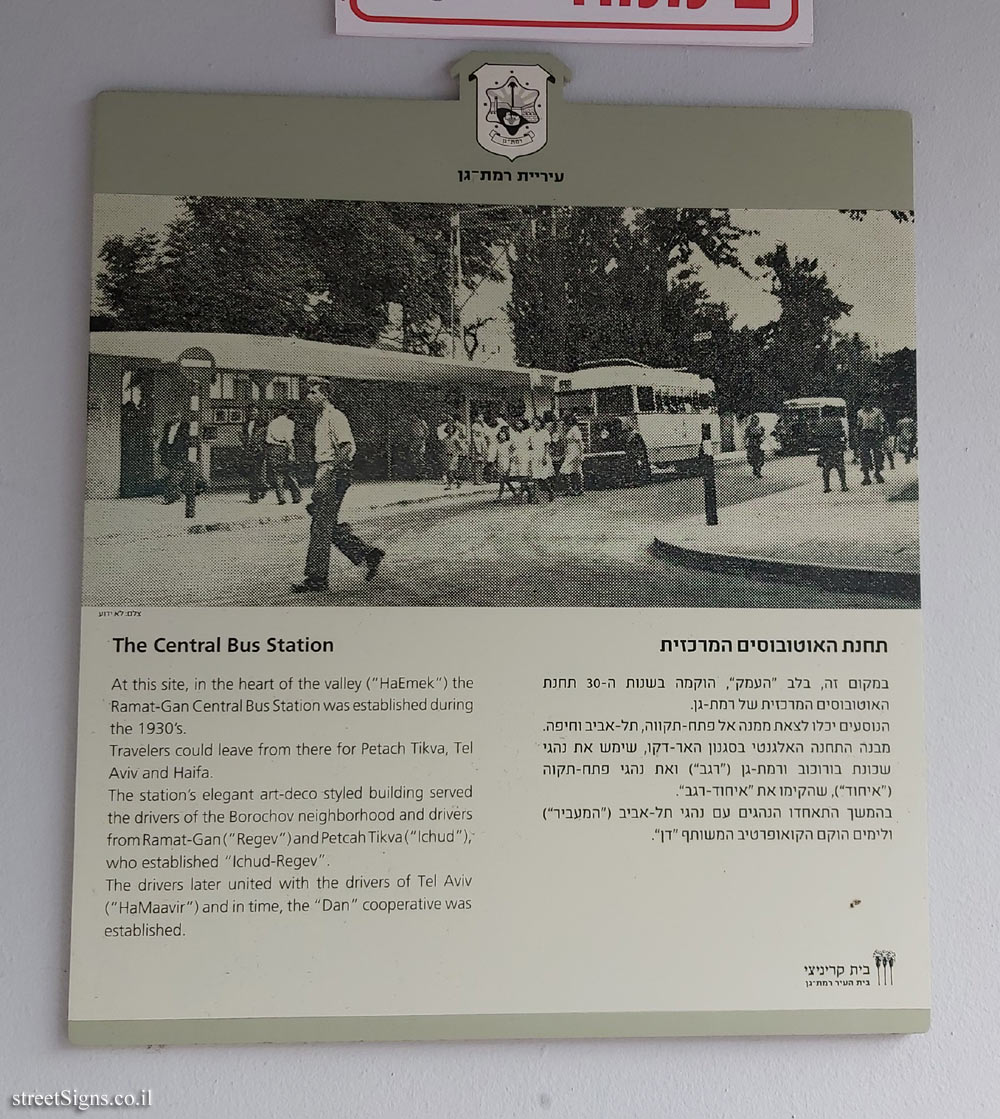 עיריית רמת-גן
רמת-גן
צלם: לא ידוע
The Central Bus Station
At this site, in the heart of the valley ("HaEmek") the
Ramat-Gan Central Bus Station was established during
the 1930's.
Travelers could leave from there for Petach Tikva, Tel
Aviv and Haifa.
The station's elegant art-deco styled building served
the drivers of the Borochov neighborhood and drivers
from Ramat-Gan ("Regev") and Petcah Tikva ("Ichud"),
who established "Ichud-Regev".
The drivers later united with the drivers of Tel Aviv
("HaMaavir") and in time, the "Dan" cooperative was
established.
תחנת האוטובוסים המרכזית
במקום זה, בלב "העמק", הוקמה בשנות ה-30 תחנת
האוטובוסים המרכזית של רמת-גן.
הנוסעים יכלו לצאת ממנה אל פתח-תקווה, תל-אביב וחיפה.
מבנה התחנה האלגנטי בסגנון האר-דקו, שימש את נהגי
שכונת בורוכוב ורמת-גן ("רגב") ואת נהגי פתח-תקוה
("איחוד"), שהקימו את "איחוד-רגב".
בהמשך התאחדו הנהגים עם נהגי תל-אביב ("המעביר")
ולימים הוקם הקואופרטיב המשותף "דן".
בית קריניצי
בית העיר רמת-גן
streetSigns.co.il